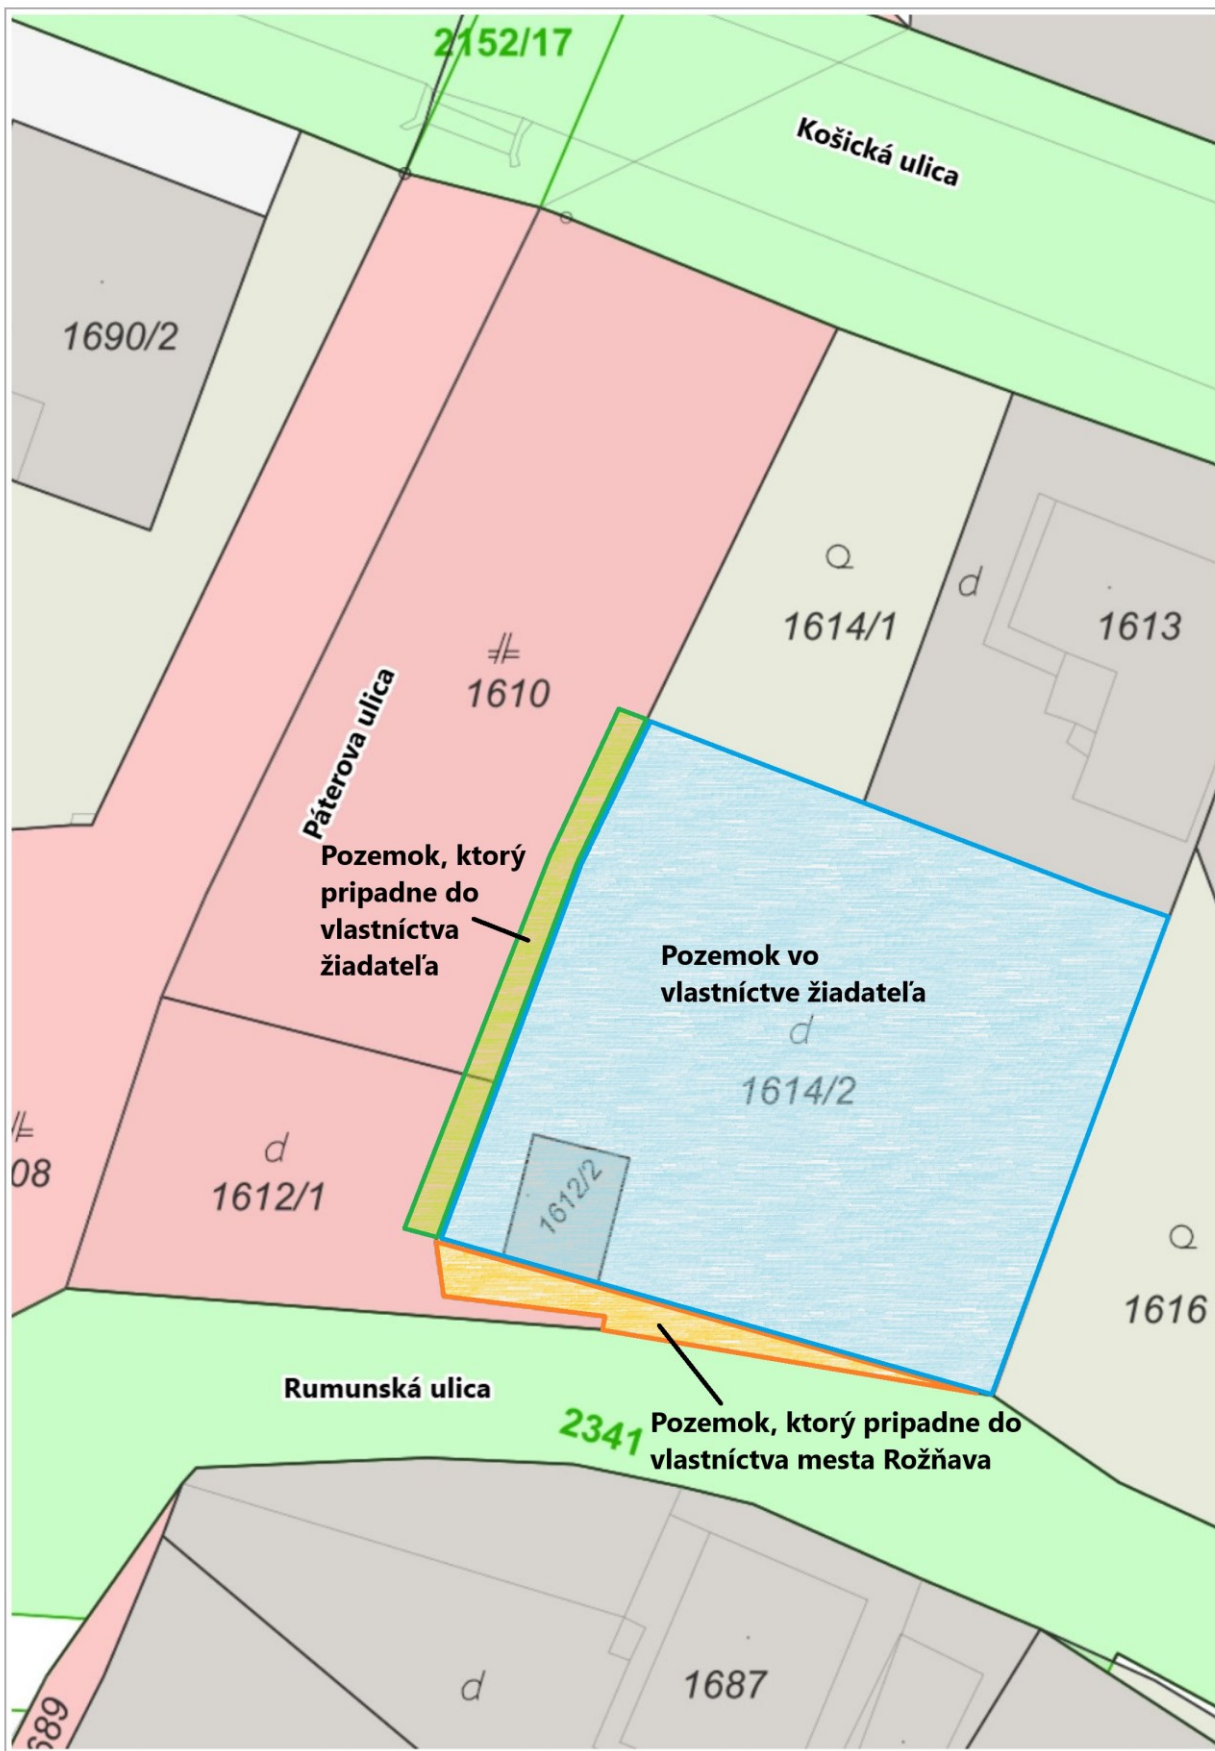 2152/17
Košická ulica
1690/2
1614/1
d
1613
1610
Páterova ulica
Pozemok, ktorý
pripadne do
vlastníctva
žiadateľa
Pozemok vo
vlastníctve žiadateľa
d
1614/2
08
d
1612/1
1612/2
1616
Rumunská ulica
2341
Pozemok, ktorý pripadne do
vlastníctva mesta Rožňava
d
1687
689